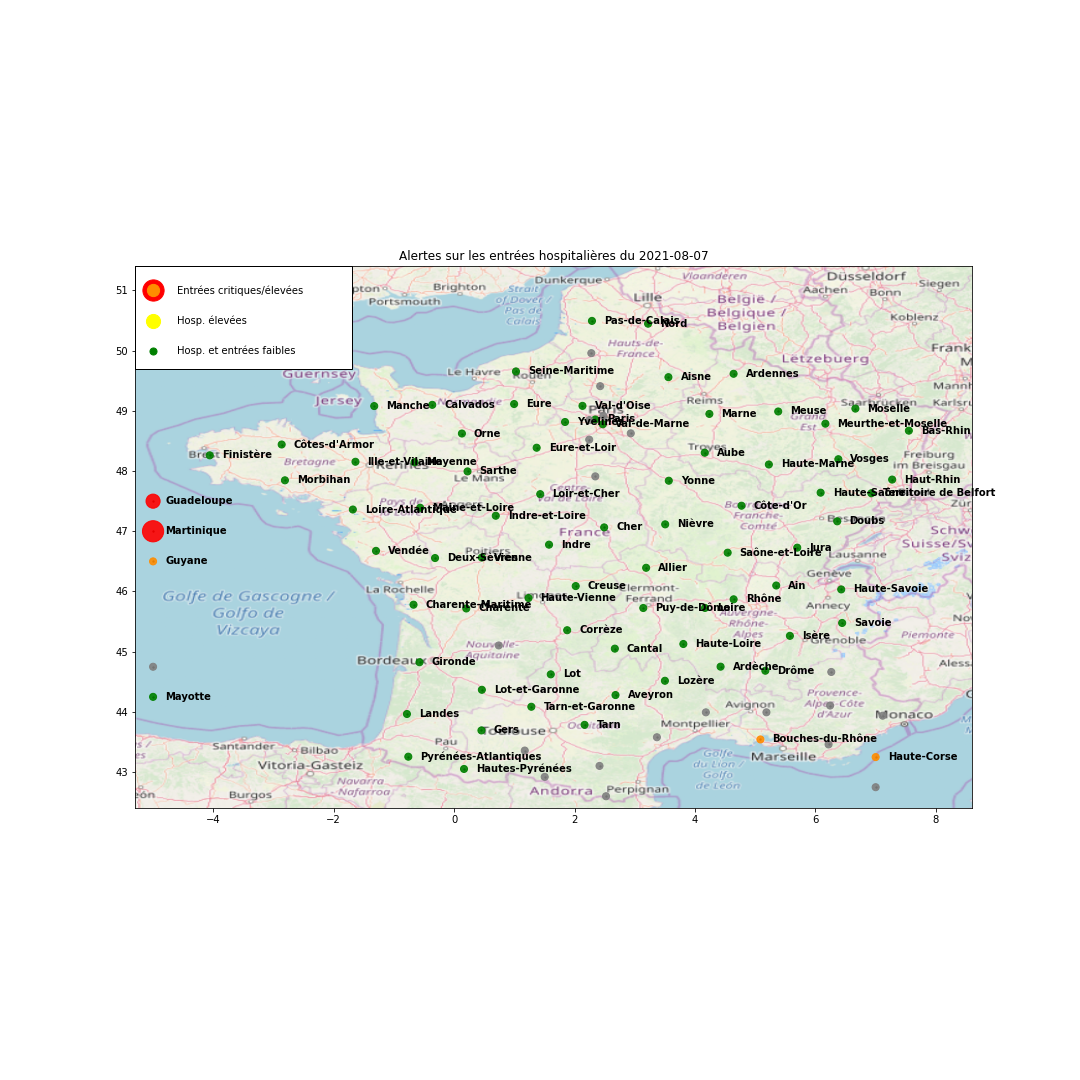 Alertes sur les entrées hospitalières du 2021-08-07
Entrées critiques/élevées
Hosp. élevées
Hosp. et entrées faibles
51
50
49
48
47
46
45
44
43
−4
−2
0
2
4
6
8
Brighton
Portsmouth
Strait
of Dover /
Pas de
Calais
Dunkerque
Vlaanderen
Lille
België /
Belgique /
Belgien
Düsseldorf
Aachen
Bonn
Siegen
Koblenz
Pas-de-Calais
Nord
Hauts-de-
France
Lëtzebuerg
Guernsey
Jersey
Le Havre
Rouen
Seine-Maritime
Aisne
Ardennes
Reims
Saarbrücken
Manche
Calvados
Eure
Val-d'Oise
Paris
Paris
Yvelines
Val-de-Marne
Marne
Meuse
Moselle
Grand
Est
Meurthe-et-Moselle
Bas-Rhin
Orne
Côtes-d'Armor
Brest
Finistère
Bretagne
Ille-et-Vilaine
Rennes
Mayenne
Eure-et-Loir
Troyes
Aube
Haute-Marne
Vosges
Freiburg
im Breisgau
Morbihan
Le Mans
Sarthe
Yonne
Haut-Rhin
Guadeloupe
Pays de
la Loire
Angers
Loire-Atlantique
Maine-et-Loire
Loir-et-Cher
Centre-
Val de Loire
Haute-Saône
Territoire de Belfort
Indre-et-Loire
Côte-d'Or
Bourgogne-
Franche-
Comté
Martinique
Cher
France
Nièvre
Besançon
Doubs
Guyane
Vendée
Poitiers
Deux-Sèvres
Vienne
Indre
Saône-et-Loire
Jura
Lausanne
Genève
Allier
La Rochelle
Creuse
Clermont-
Ferrand
Ain
Haute-Savoie
Golfe de Gascogne /
Golfo de
Vizcaya
Charente-Maritime
Charente
Limoges
Haute-Vienne
Puy-de-Dôme
Loire
Rhône
Auvergne-
Rhône-
Alpes
Annecy
Savoie
Corrèze
Cantal
Haute-Loire
Isère
Grenoble
Piemonte
Bordeaux
Gironde
Nouvelle-
Aquitaine
Lot
Lozère
Ardèche
Drôme
Mayotte
Lot-et-Garonne
Aveyron
Tarn-et-Garonne
Avignon
Provence-
Alpes-Côte
d'Azur
Monaco
Landes
Gers
Toulouse
Tarn
Montpellier
Bouches-du-Rhône
Santander
Bilbao
Vitoria-Gasteiz
Pau
Pyrénées-Atlantiques
Hautes-Pyrénées
Marseille
Haute-Corse
Golfe
du Lion /
Golfo
de León
Burgos
Navarra
- Nafarroa
Andorra
Perpignan